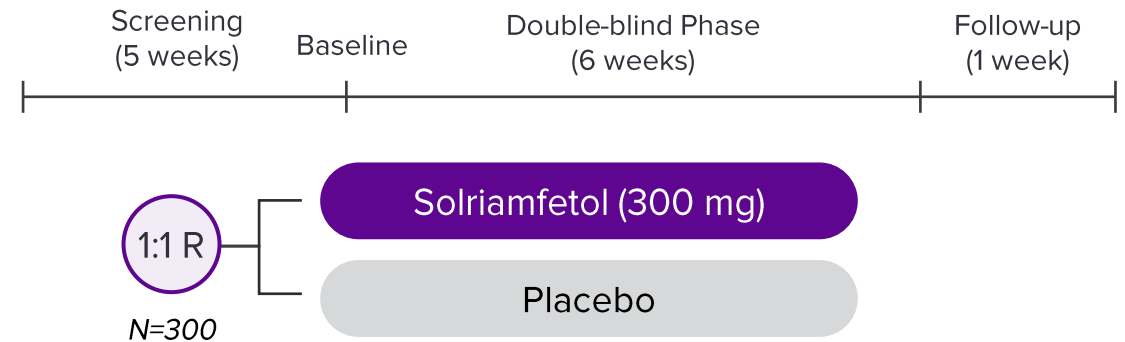 Screening
(5 weeks)
Baseline
Double-blind Phase
(6 weeks)
Follow-up
(1 week)
1:1 R
N=300
Solriamfetol (300 mg)
Placebo